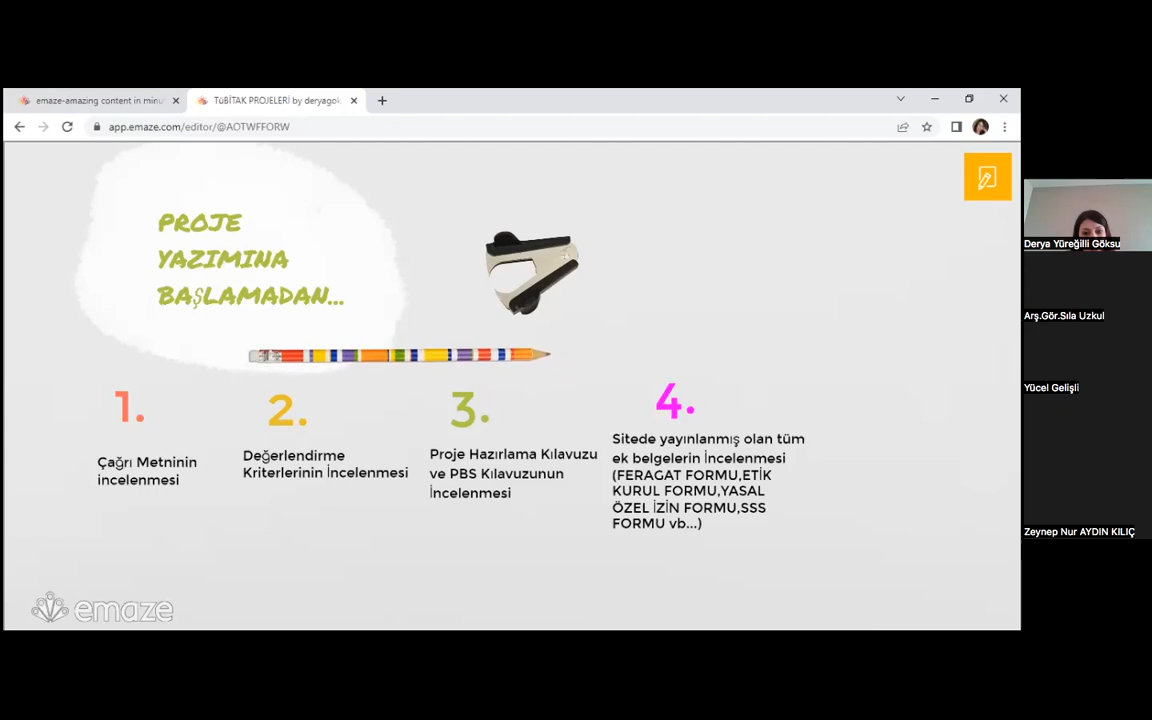 emaze-amazing content in minu
TüBİTAK PROJELERİ by deryagok
app.emaze.com/editor/@AOTWFFORW
PROJE
YAZIMINA
BAŞLAMADAN...
1.
Çağrı Metninin
incelenmesi
2.
Değerlendirme
Kriterlerinin İncelenmesi
3.
Proje Hazırlama Kılavuzu
ve PBS Kılavuzunun
İncelenmesi
4.
Sitede yayınlanmış olan tüm
ek belgelerin İncelenmesi
(FERAGAT FORMU,ETİK
KURUL FORMU,YASAL
ÖZEL İZİN FORMU,SSS
FORMU vb...)
emaze
Derya Yüreğilli Göksu
Arş.Gör.Sıla Uzkul
Yücel Gelişli
Zeynep Nur AYDIN KILIÇ